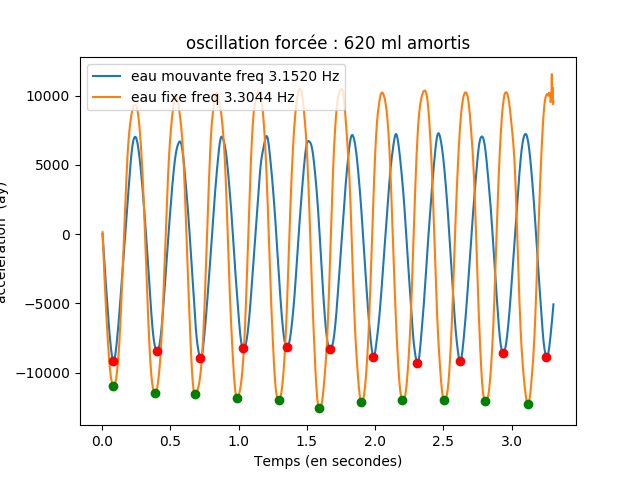 oscillation forcée : 620 ml amortis
eau mouvante freq 3.1520 Hz
eau fixe freq 3.3044 Hz
10000
5000
0
−5000
−10000
(ay)
0.0 0.5 1.0 1.5 2.0 2.5 3.0
Temps (en secondes)